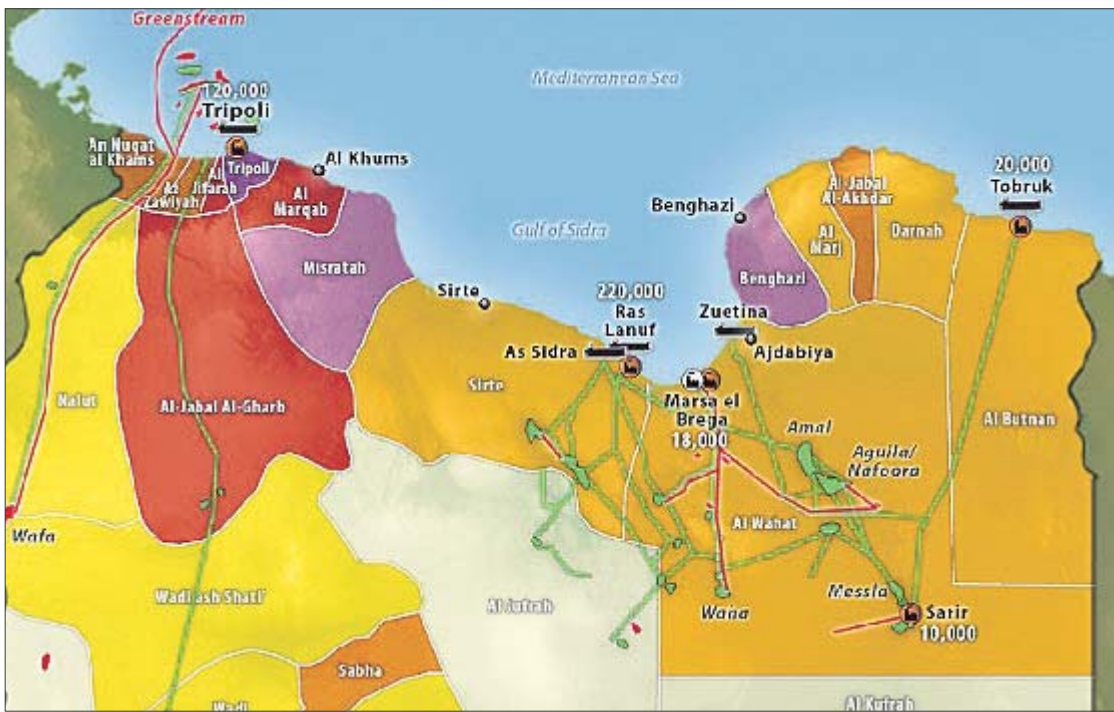 Greenstream
Mediterranean Sea
120,000
Tripoli
An Nuqat
al Khams
Az
Zawiyah
Al
Jifarah
Tripoli
Al Khums
Al
Marqab
Misratah
Gulf of Sidra
Benghazi
Benghazi
Al
Marj
Al-Jabal
Al-Akhdar
Darnah
20,000
Tobruk
Sirte
220,000
Ras
Lanuf
As Sidra
Zuetina
Ajdabiya
Sirte
Marsa el
Brega
18,000
Nalut
Al-Jabal Al-Gharb
Amal
Aguila/
Nafoora
Al Butnan
Wafa
Al Wahat
Wadi ash Shati'
Al Jufrah
Waha
Messla
Sarir
10,000
Sabha
Wadi
Al Kufrah